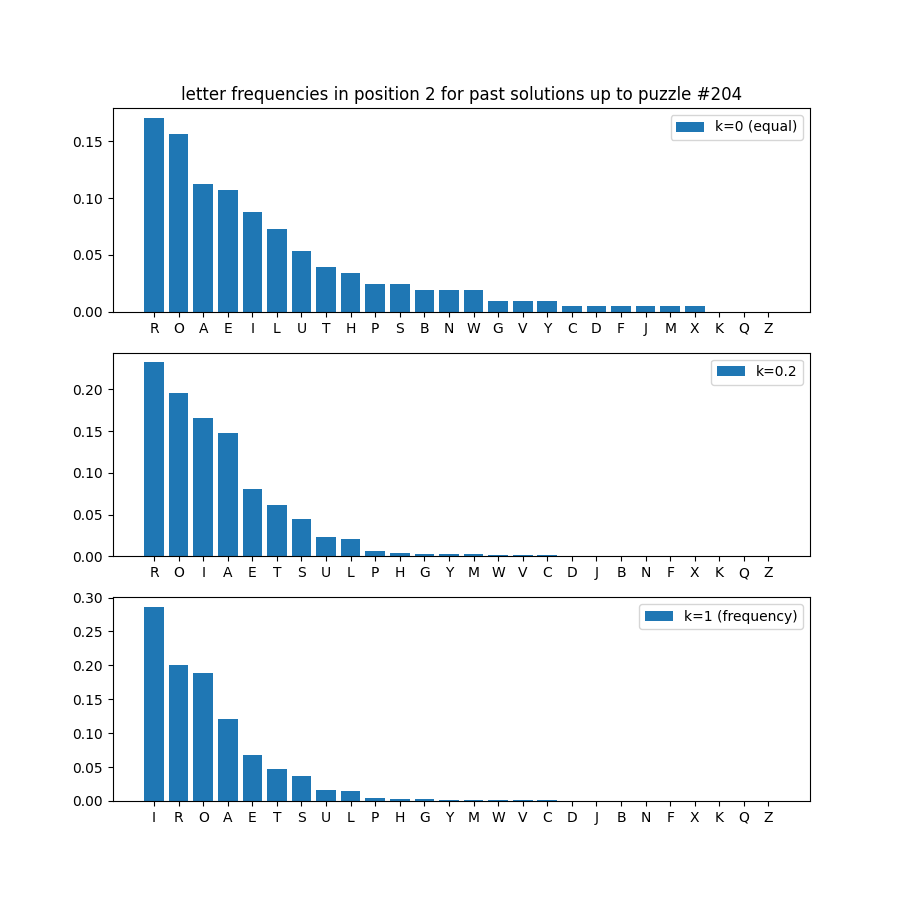 letter frequencies in position 2 for past solutions up to puzzle #204
k=0 (equal)
0.15
0.10
0.05
0.00
R O A E I L U T H P S B N W G V Y C D F J M X K Q Z
k=0.2
0.20
0.15
0.10
0.05
0.00
R O I A E T S U L P H G Y M W V C D J B N F X K Q Z
0.30
k=1 (frequency)
0.25
0.20
0.15
0.10
0.05
0.00
I R O A E T S U L P H G Y M W V C D J B N F X K Q Z